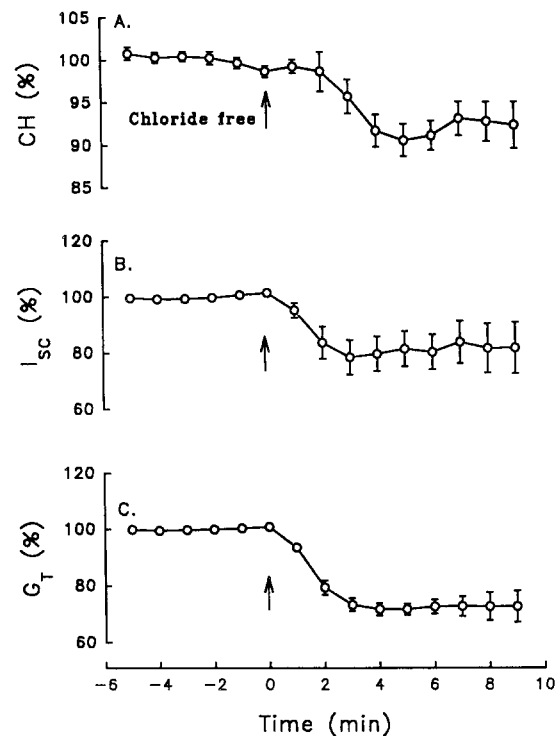 A.
105
100
95
90
85
CH (%)
Chloride free
B.
120
100
80
60
I_SC (%)
C.
120
100
80
60
G_T (%)
−6 −4 −2 0 2 4 6 8 10
Time (min)